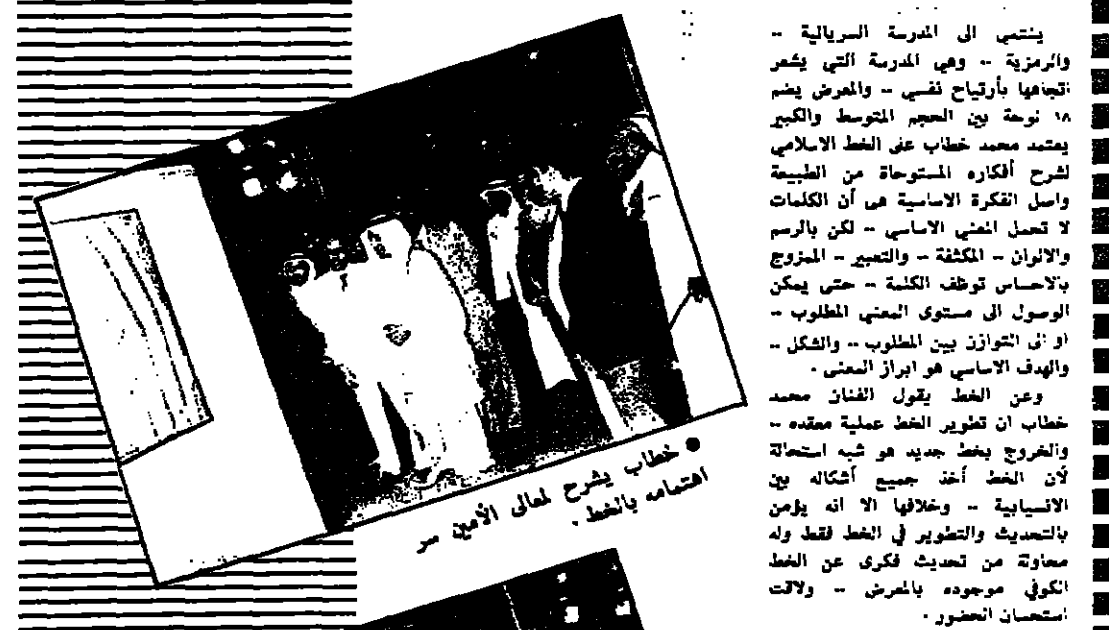 ينتمي الى المدرسة السريالية --
والرمزية -- وهي المدرسة التي يشعر
اتجاهها بأرتياح نفسي -- والمعرض يضم
١٨ لوحة بين الحجم المتوسط والكبير
يعتمد محمد خطاب على الخط الاسلامي
لشرح أفكاره المستوحاة من الطبيعة
واصل الفكرة الاساسية هى أن الكلمات
لا تحمل المعني الاساسي -- لكن بالرسم
والالوان - المكثفة - والتعبير - الممزوج
بالاحساس توظف الكلمة - حتى يمكن
الوصول الى مستوى المعني المطلوب -
او الى التوازن بين المطلوب -- والشكل --
والهدف الاساسي هو ابراز المعنى .
وعن الخط يقول الفنان محمد
خطاب ان تطوير الخط عملية معقده --
والخروج بخط جديد هو شبه استحالة
لأن الخط أخذ جميع أشكاله بين
الانسيابية -- وخلافها الا انه يؤمن
بالتحديث والتطوير في الخط فقط وله
محاولة من تحديث فكرى عن الخط
الكوفي موجوده بالمعرض -- ولاقت
استحسان الحضور .
● خطاب يشرح لمعالى الأمين سر
اهتمامه بالخط .